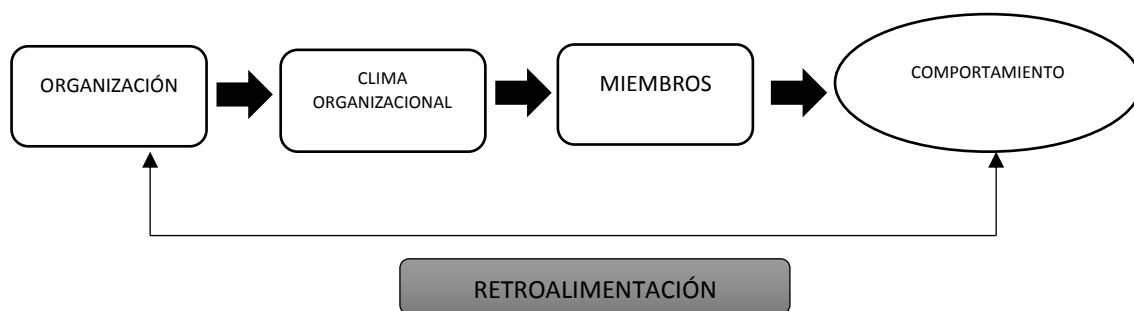 ORGANIZACIÓN
CLIMA
ORGANIZACIONAL
MIEMBROS
COMPORTAMIENTO
RETROALIMENTACIÓN